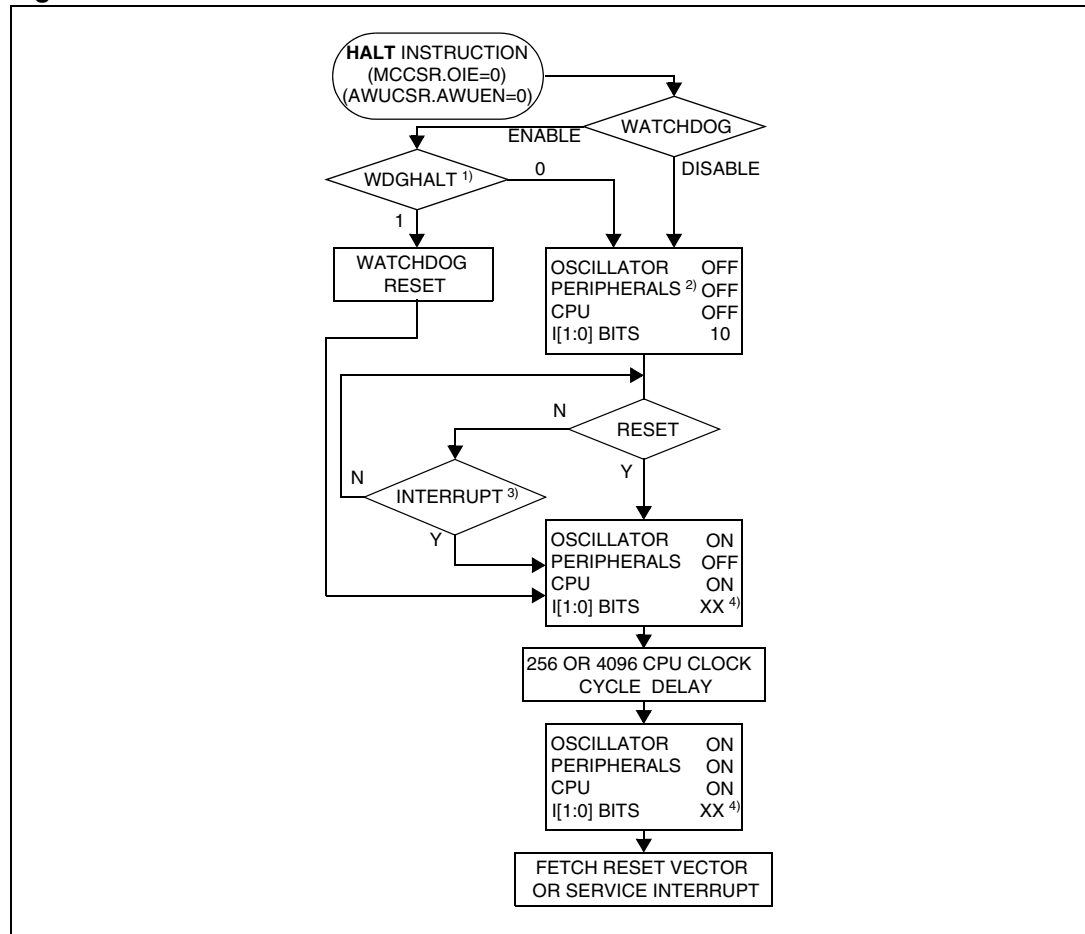 HALT INSTRUCTION
(MCCSR.OIE=0)
(AWUCSR.AWUEN=0)
WATCHDOG
ENABLE
DISABLE
WDGHALT 1)
0
1
WATCHDOG
RESET
OSCILLATOR OFF
PERIPHERALS 2) OFF
CPU OFF
I[1:0] BITS 10
RESET
N
Y
INTERRUPT 3)
N
Y
OSCILLATOR ON
PERIPHERALS OFF
CPU ON
I[1:0] BITS XX 4)
256 OR 4096 CPU CLOCK
CYCLE DELAY
OSCILLATOR ON
PERIPHERALS ON
CPU ON
I[1:0] BITS XX 4)
FETCH RESET VECTOR
OR SERVICE INTERRUPT